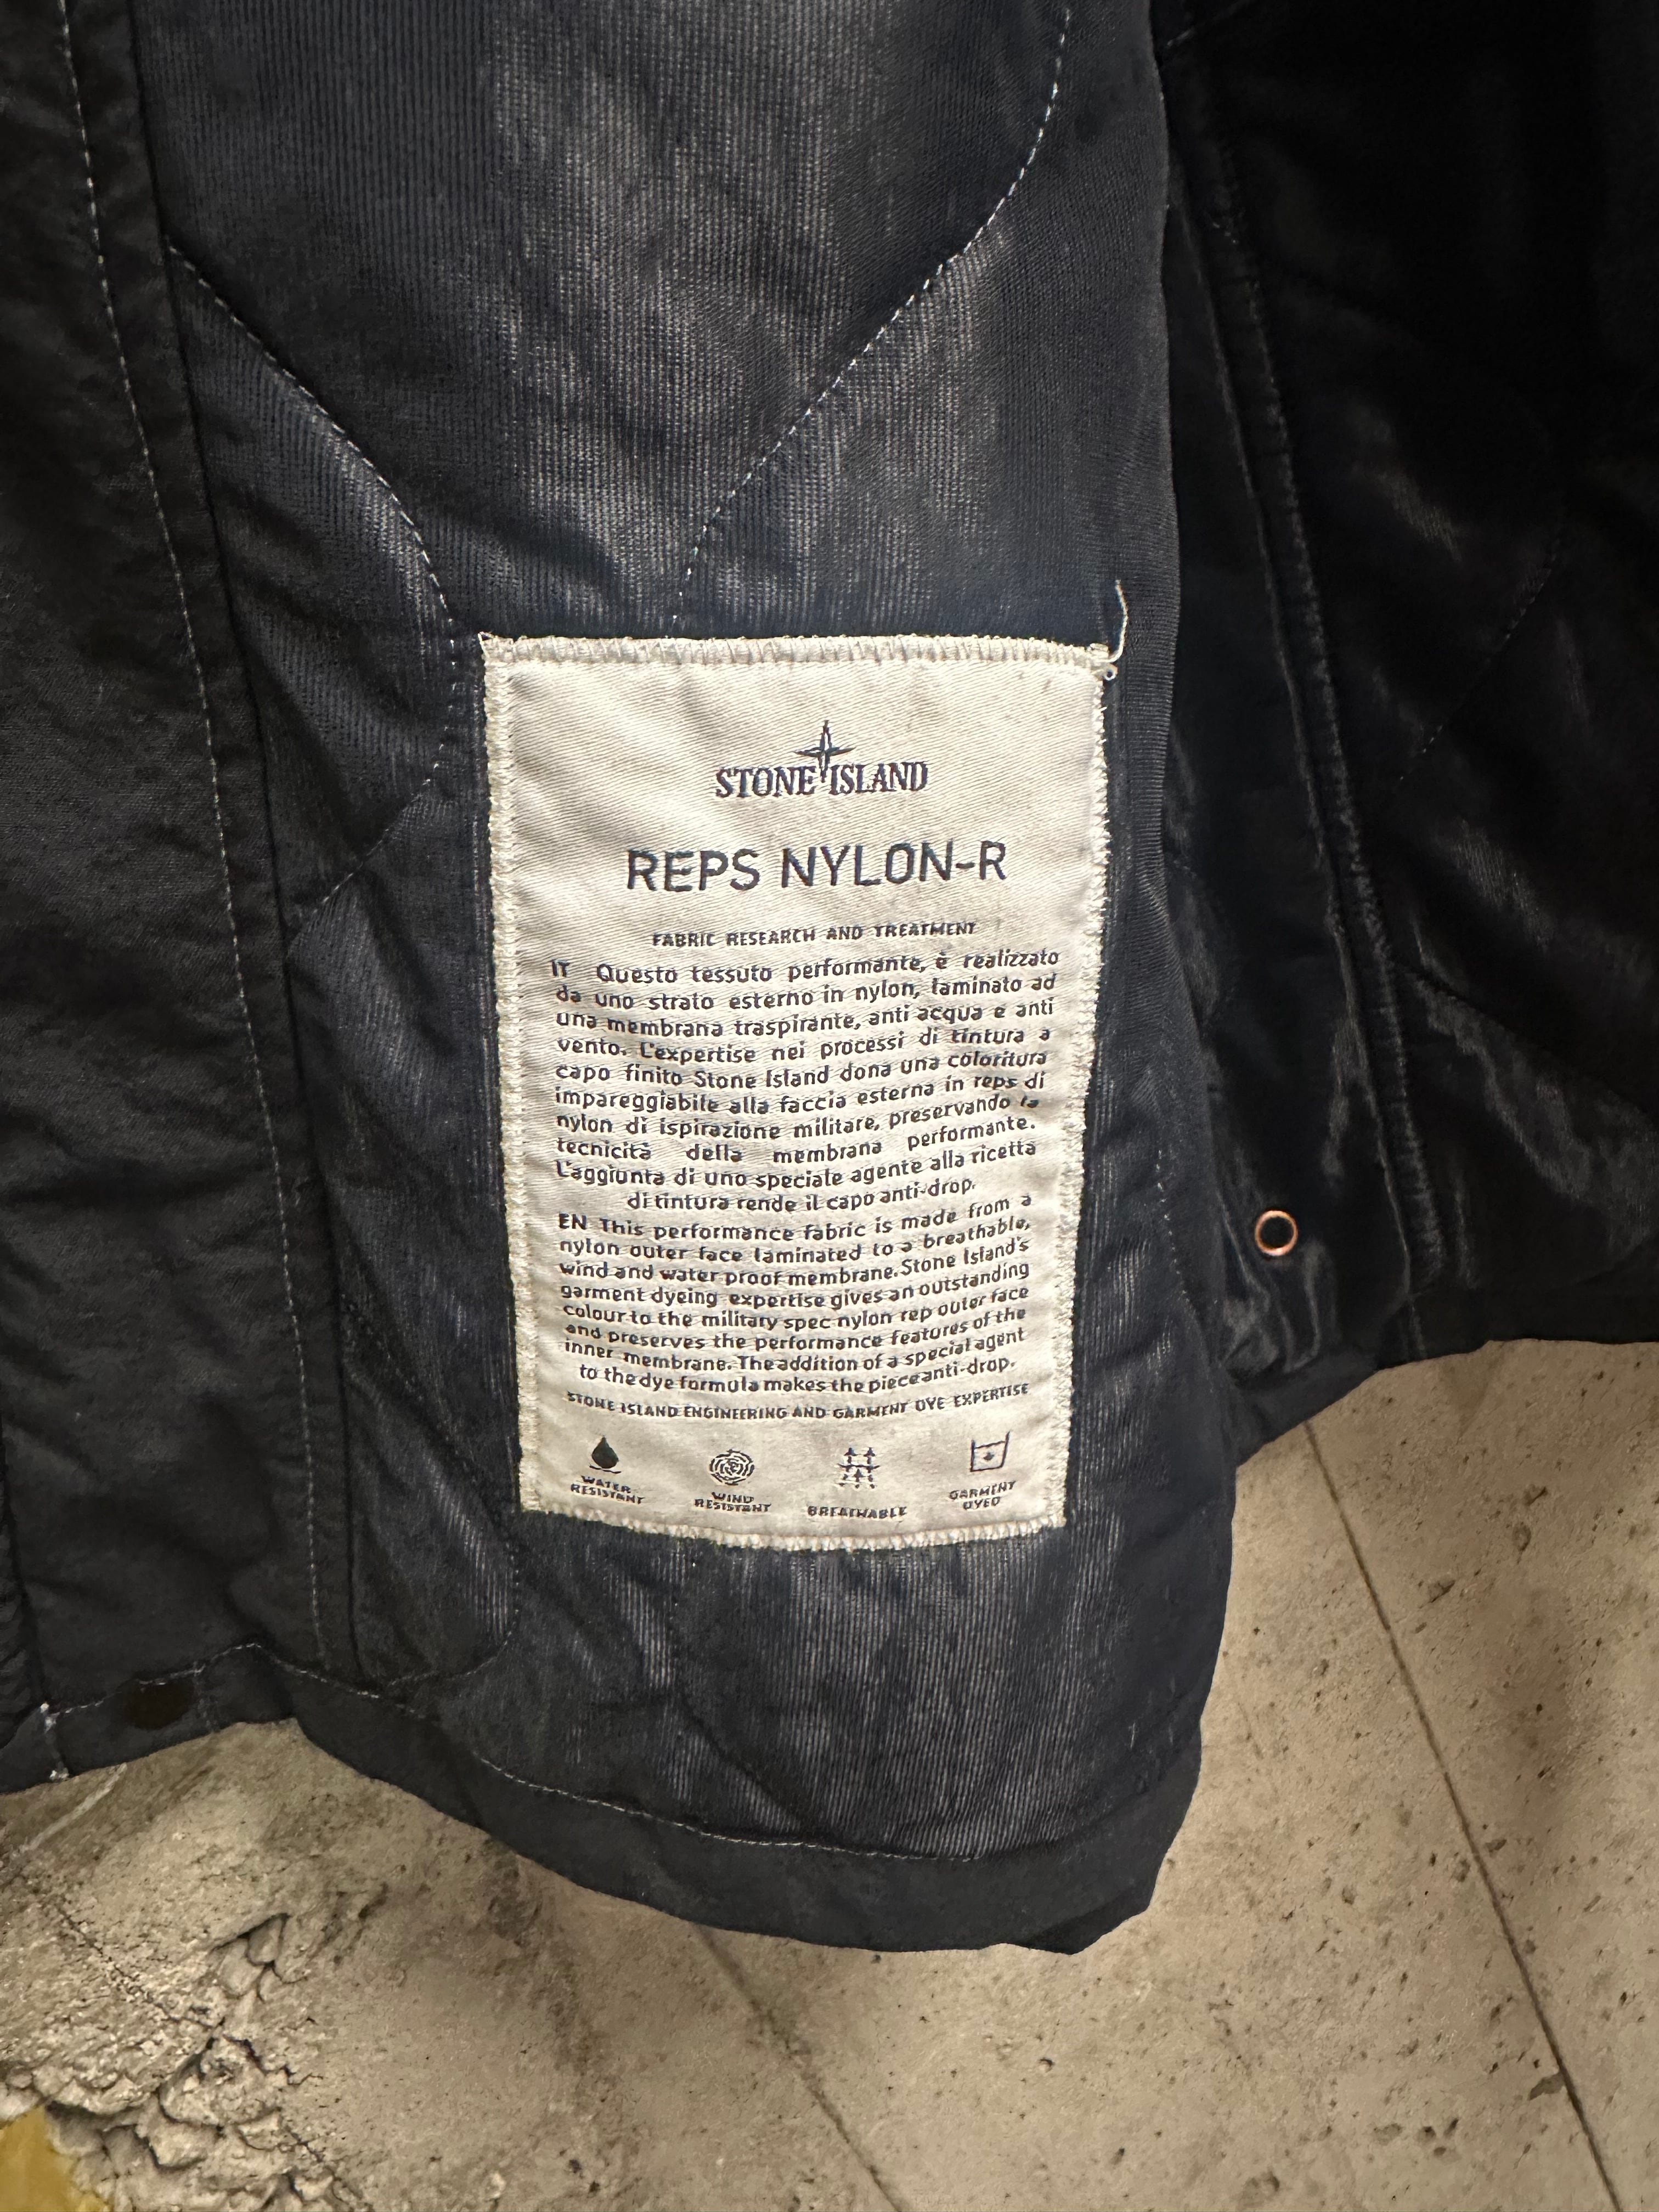 STONE ISLAND
REPS NYLON-R
FABRIC RESEARCH AND TREATMENT
IT Questo tessuto performante, è realizzato
da uno strato esterno in nylon, laminato ad
una membrana traspirante, anti acqua e anti
vento. L'expertise nei processi di tintura a
capo finito Stone Island dona una coloritura
impareggiabile alla faccia esterna in reps di
nylon di ispirazione militare, preservando la
tecnicità della membrana performante.
L'aggiunta di uno speciale agente alla ricetta
di tintura rende il capo anti-drop.
EN This performance fabric is made from a
nylon outer face laminated to a breathable,
wind and water proof membrane. Stone Island's
garment dyeing expertise gives an outstanding
colour to the military spec nylon rep outer face
and preserves the performance features of the
inner membrane. The addition of a special agent
to the dye formula makes the piece anti-drop.
STONE ISLAND ENGINEERING AND GARMENT DYE EXPERTISE
WATER
RESISTANT
WIND
RESISTANT
BREATHABLE
GARMENT
DYED